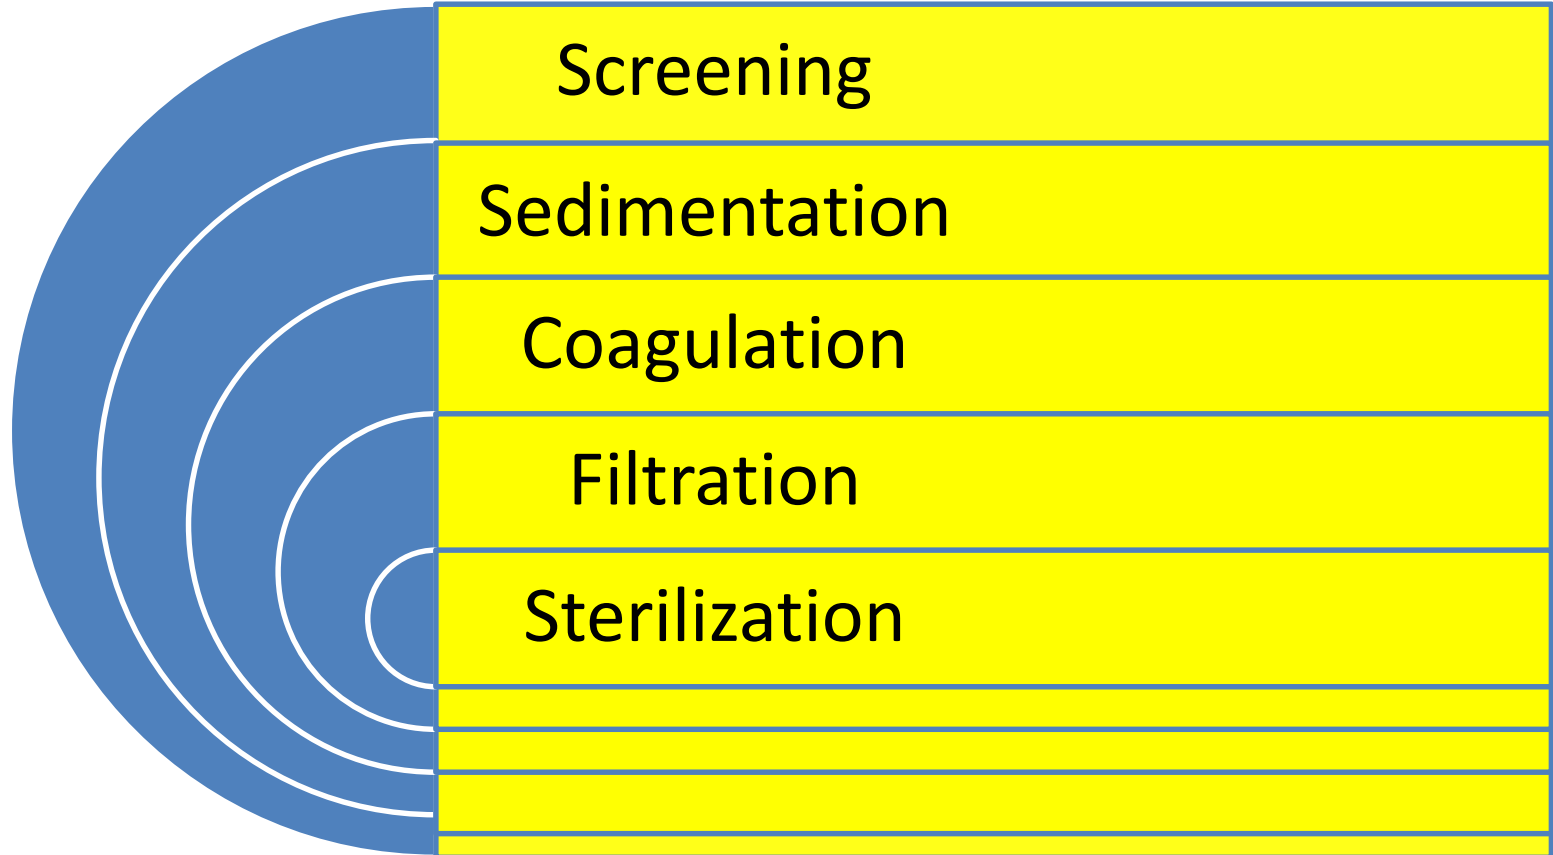 Screening
Sedimentation
Coagulation
Filtration
Sterilization